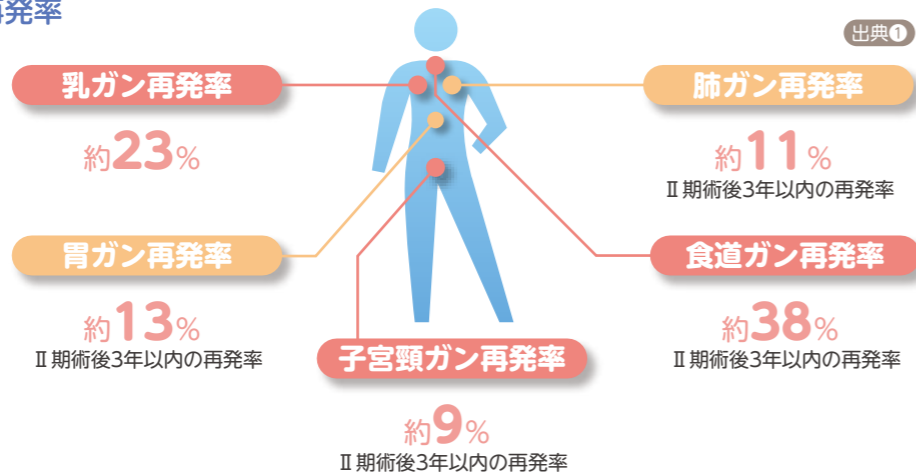 再発率
出典❶
乳ガン再発率
約23%
肺ガン再発率
約11%
Ⅱ期術後3年以内の再発率
胃ガン再発率
約13%
Ⅱ期術後3年以内の再発率
食道ガン再発率
約38%
Ⅱ期術後3年以内の再発率
子宮頸ガン再発率
約9%
Ⅱ期術後3年以内の再発率